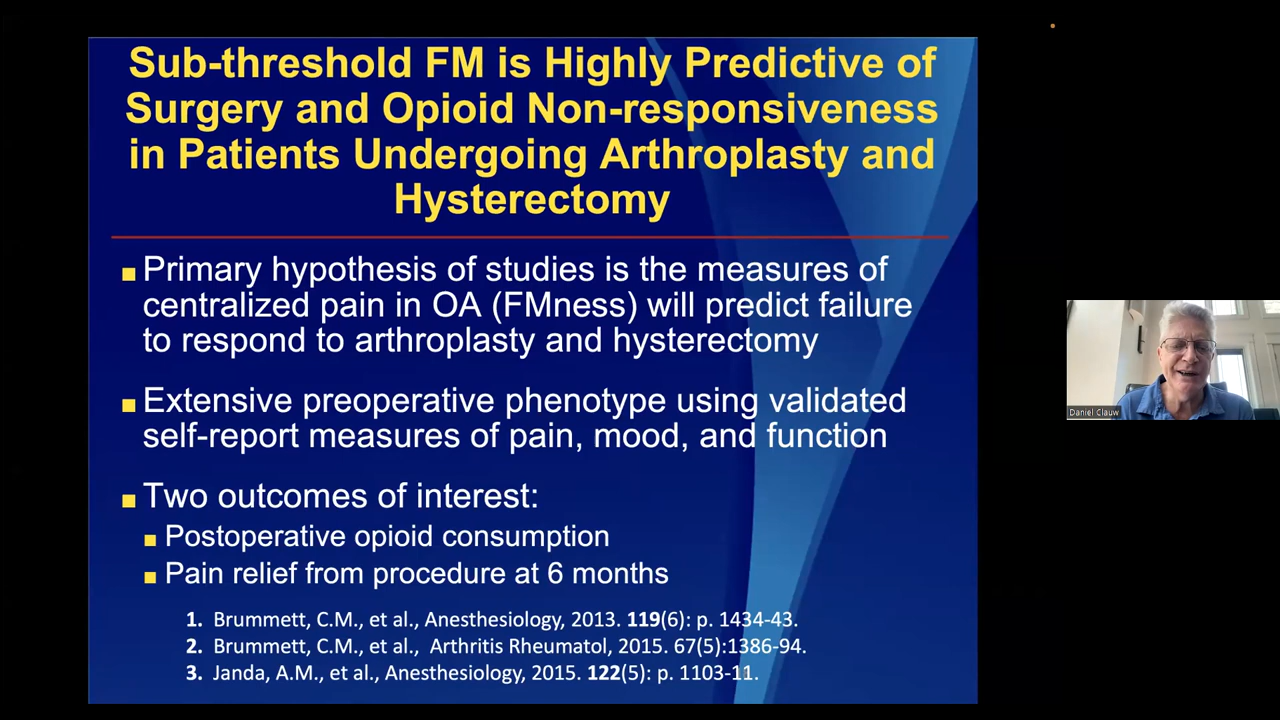 Sub-threshold FM is Highly Predictive of
Surgery and Opioid Non-responsiveness
in Patients Undergoing Arthroplasty and
Hysterectomy
■ Primary hypothesis of studies is the measures of
centralized pain in OA (FMness) will predict failure
to respond to arthroplasty and hysterectomy
■ Extensive preoperative phenotype using validated
self-report measures of pain, mood, and function
■ Two outcomes of interest:
■ Postoperative opioid consumption
■ Pain relief from procedure at 6 months
1. Brummett, C.M., et al., Anesthesiology, 2013. 119(6): p. 1434-43.
2. Brummett, C.M., et al., Arthritis Rheumatol, 2015. 67(5):1386-94.
3. Janda, A.M., et al., Anesthesiology, 2015. 122(5): p. 1103-11.
Daniel Clauw